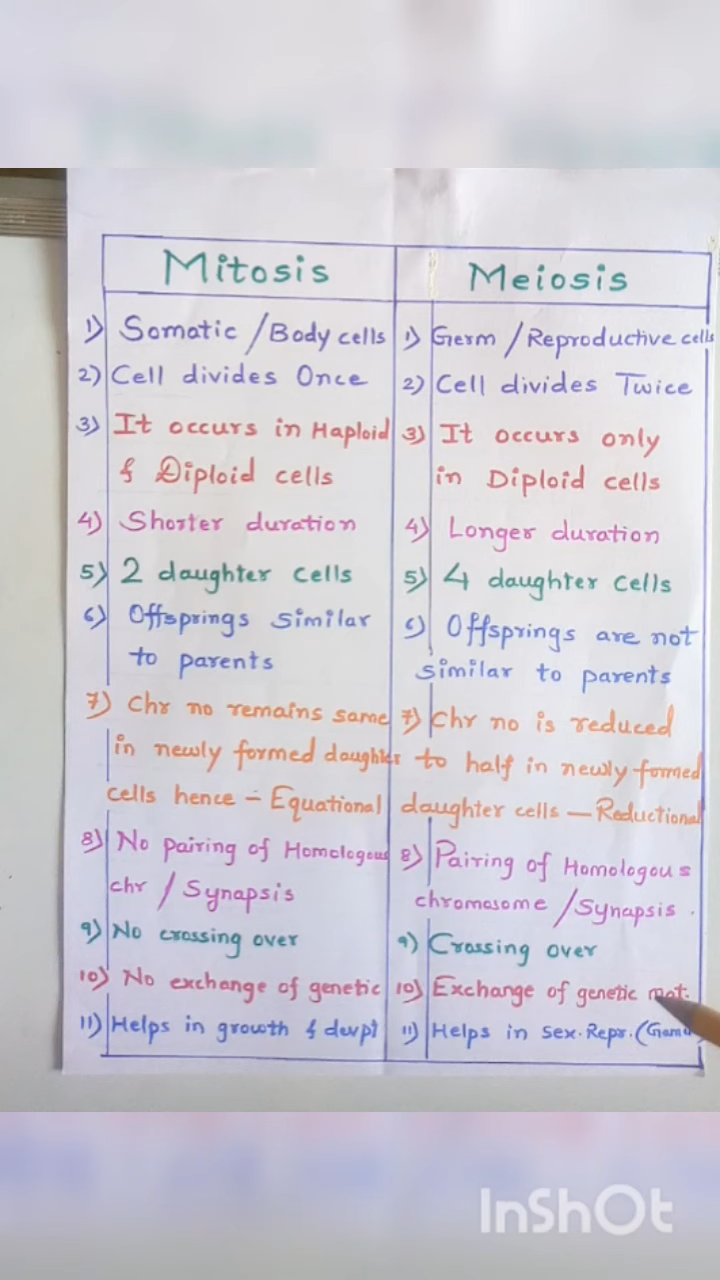 Mitosis
Meiosis
1) Somatic / Body cells
2) Cell divides Once
3) It occurs in Haploid
& Diploid cells
4) Shorter duration
5) 2 daughter cells
6) Offsprings similar
to parents
7) Chr no remains same
in newly formed daughter
cells hence - Equational
8) No pairing of Homologous
chr / Synapsis
9) No crossing over
10) No exchange of genetic
11) Helps in growth & devpt
1) Germ / Reproductive cells
2) Cell divides Twice
3) It occurs only
in Diploid cells
4) Longer duration
5) 4 daughter cells
6) Offsprings are not
similar to parents
7) Chr no is reduced
to half in newly formed
daughter cells - Reductional
8) Pairing of Homologous
chromosome / Synapsis.
9) Crossing over
10) Exchange of genetic mat.
11) Helps in sex. Repr.
InShOt